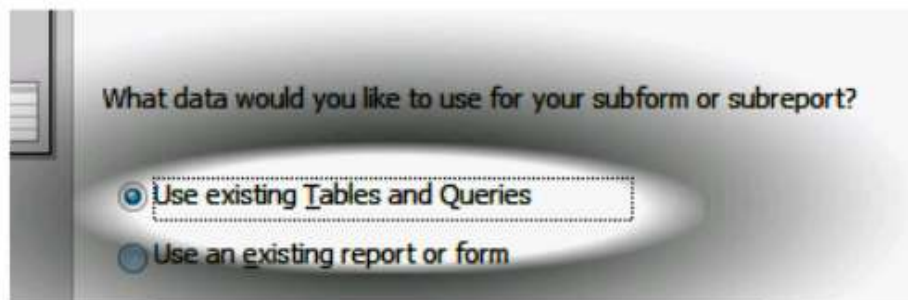 What data would you like to use for your subform or subreport?
Use existing Tables and Queries
Use an existing report or form